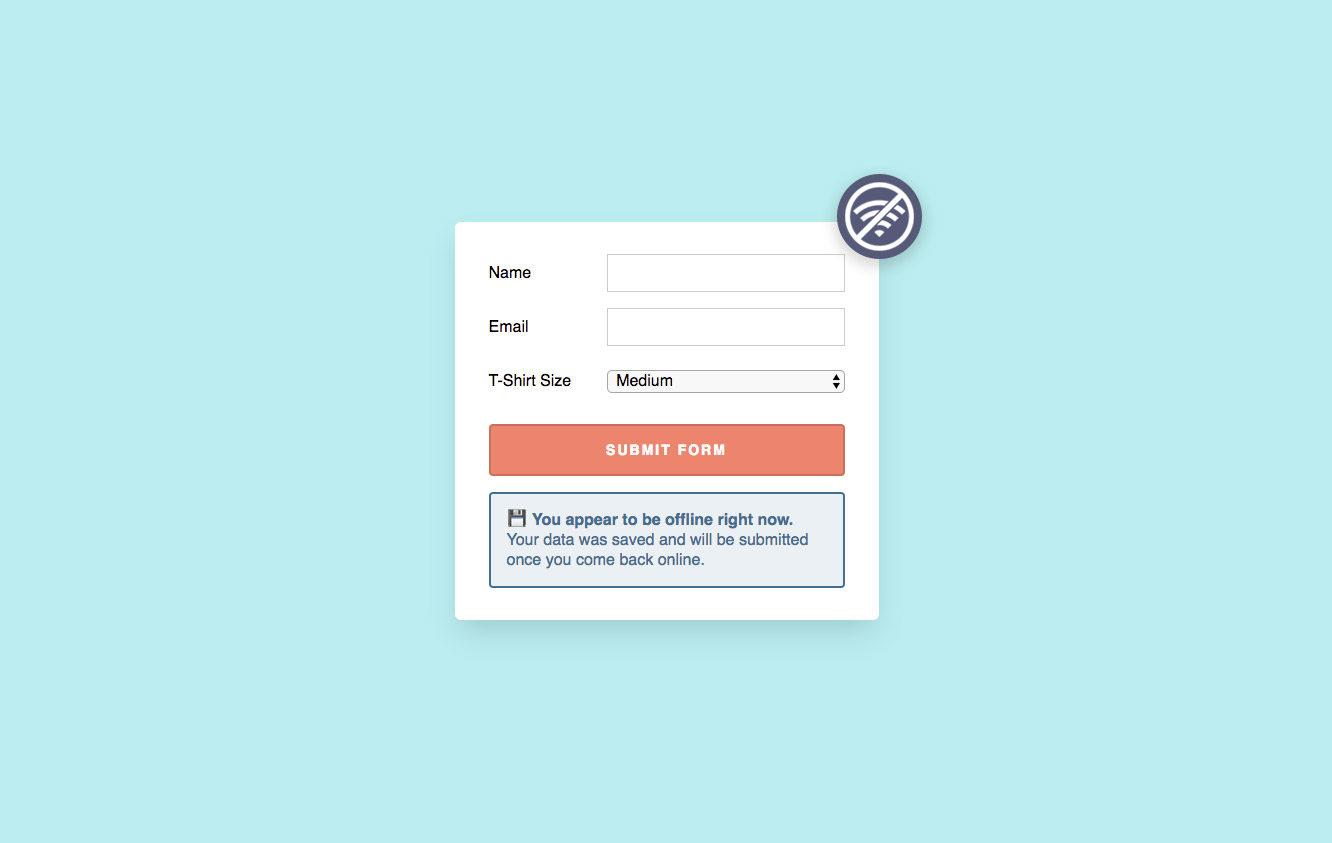 Name
Email
T-Shirt Size Medium
SUBMIT FORM
💾 You appear to be offline right now.
Your data was saved and will be submitted
once you come back online.